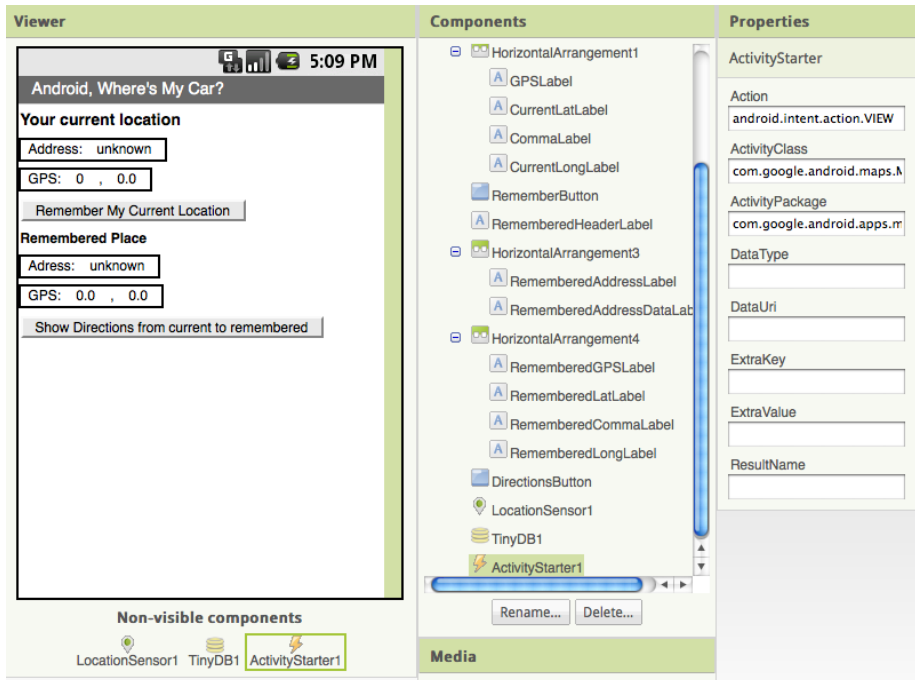 Viewer
5:09 PM
Android, Where's My Car?
Your current location
Address: unknown
GPS: 0 , 0.0
Remember My Current Location
Remembered Place
Adress: unknown
GPS: 0.0 , 0.0
Show Directions from current to remembered
Non-visible components
LocationSensor1 TinyDB1 ActivityStarter1
Components
HorizontalArrangement1
GPSLabel
CurrentLatLabel
CommaLabel
CurrentLongLabel
RememberButton
RememberedHeaderLabel
HorizontalArrangement3
RememberedAddressLabel
RememberedAddressDataLab
HorizontalArrangement4
RememberedGPSLabel
RememberedLatLabel
RememberedCommaLabel
RememberedLongLabel
DirectionsButton
LocationSensor1
TinyDB1
ActivityStarter1
Rename... Delete...
Media
Properties
ActivityStarter
Action
android.intent.action.VIEW
ActivityClass
com.google.android.maps.M
ActivityPackage
com.google.android.apps.m
DataType
DataUri
ExtraKey
ExtraValue
ResultName